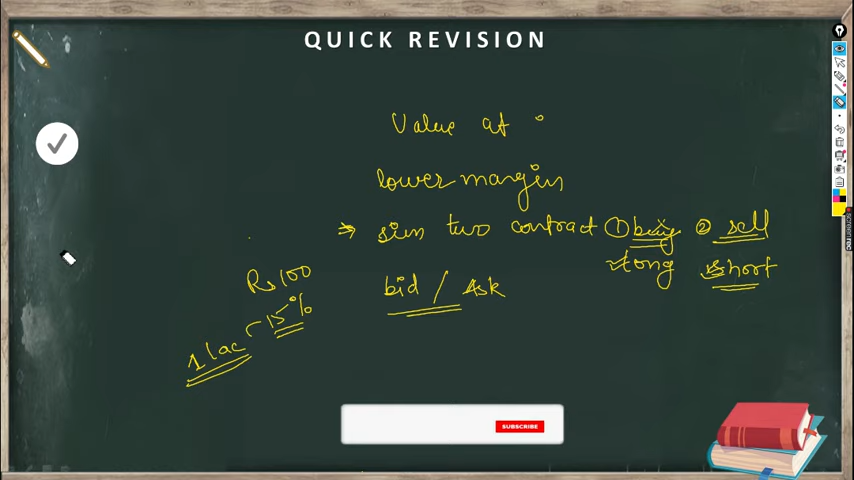 QUICK REVISION
Value at
lower margin
two contract ① buy ② sell
long short
Rs 100
bid / Ask
15%
1 lac
SUBSCRIBE